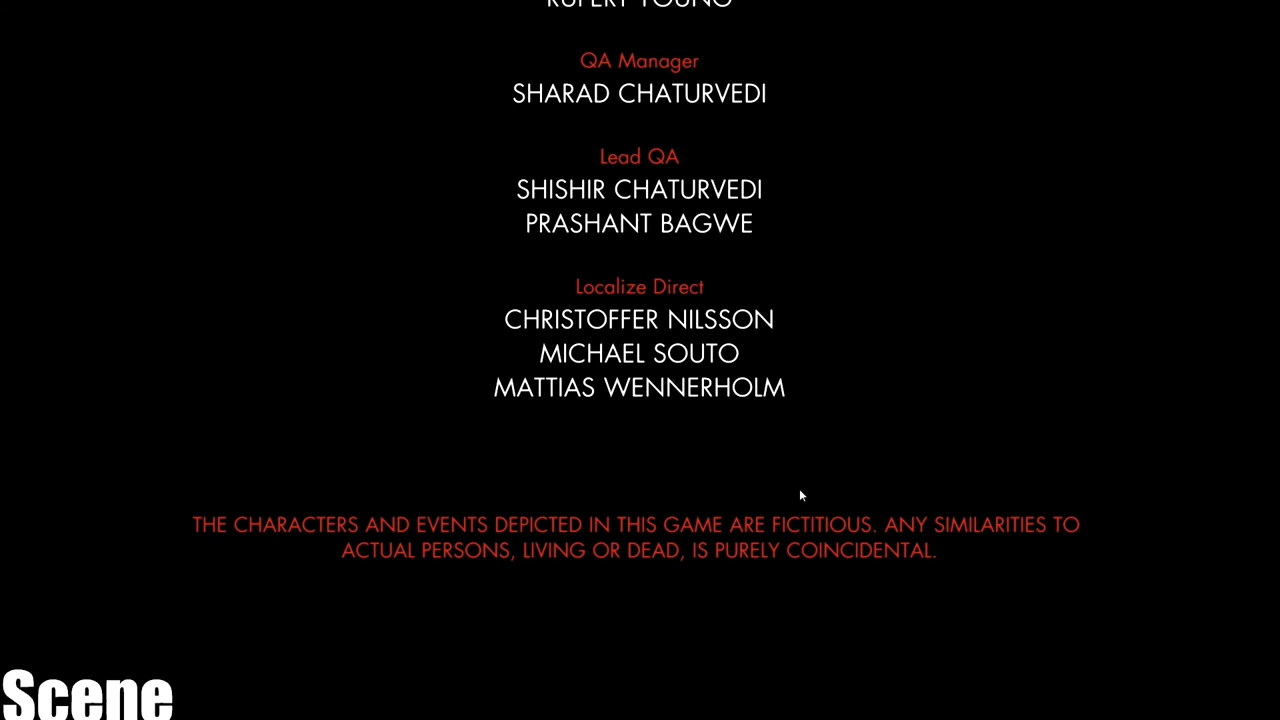 RUPERT YOUNG
QA Manager
SHARAD CHATURVEDI
Lead QA
SHISHIR CHATURVEDI
PRASHANT BAGWE
Localize Direct
CHRISTOFFER NILSSON
MICHAEL SOUTO
MATTIAS WENNERHOLM
THE CHARACTERS AND EVENTS DEPICTED IN THIS GAME ARE FICTITIOUS. ANY SIMILARITIES TO
ACTUAL PERSONS, LIVING OR DEAD, IS PURELY COINCIDENTAL.
Scene